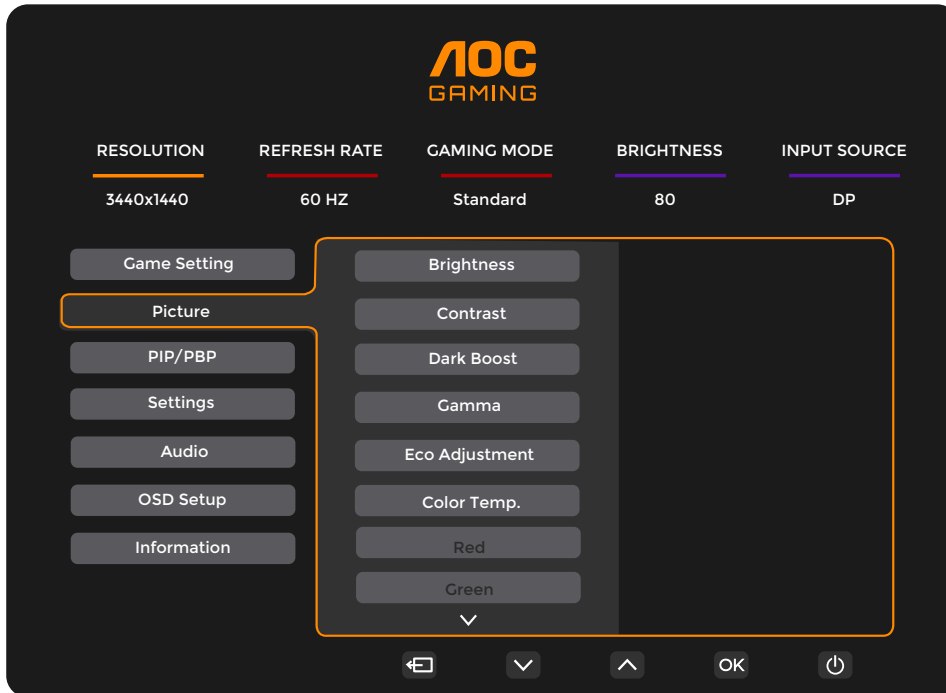 AOC
GAMING
RESOLUTION REFRESH RATE GAMING MODE BRIGHTNESS INPUT SOURCE
3440x1440 60 HZ Standard 80 DP
Game Setting
Picture
PIP/PBP
Settings
Audio
OSD Setup
Information
Brightness
Contrast
Dark Boost
Gamma
Eco Adjustment
Color Temp.
Red
Green
OK